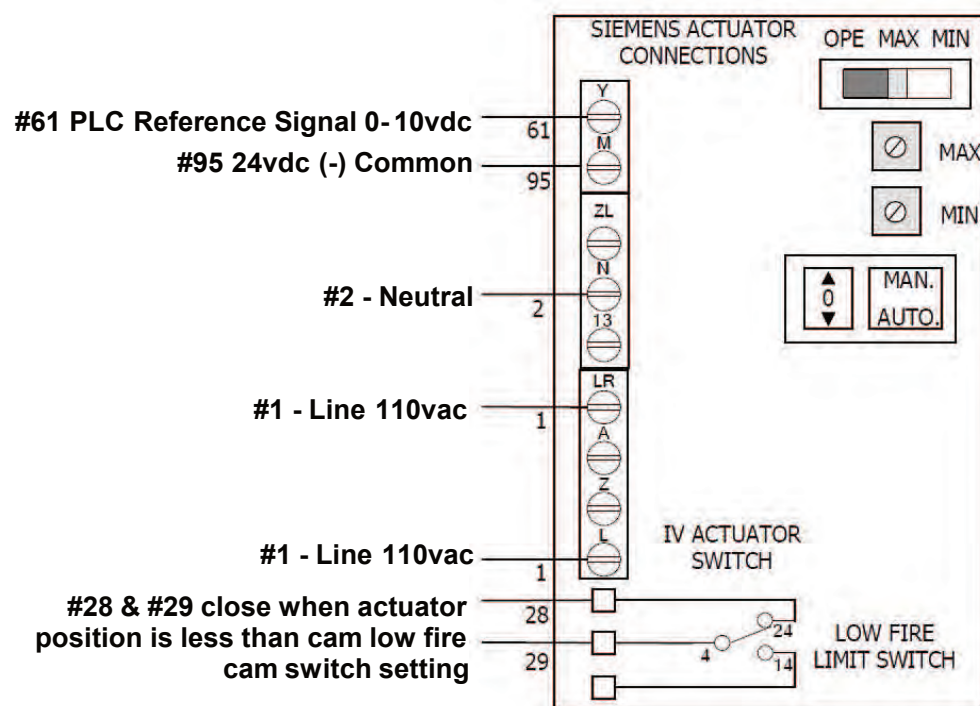 SIEMENS ACTUATOR
CONNECTIONS
OPE MAX MIN
Y
#61 PLC Reference Signal 0-10vdc
61
M
MAX
#95 24vdc (-) Common
95
ZL
MIN
N
#2 - Neutral
2
0
MAN.
AUTO.
13
LR
#1 - Line 110vac
1
A
Z
L
IV ACTUATOR
SWITCH
#1 - Line 110vac
1
#28 & #29 close when actuator
position is less than cam low fire
cam switch setting
28
29
4
24
14
LOW FIRE
LIMIT SWITCH